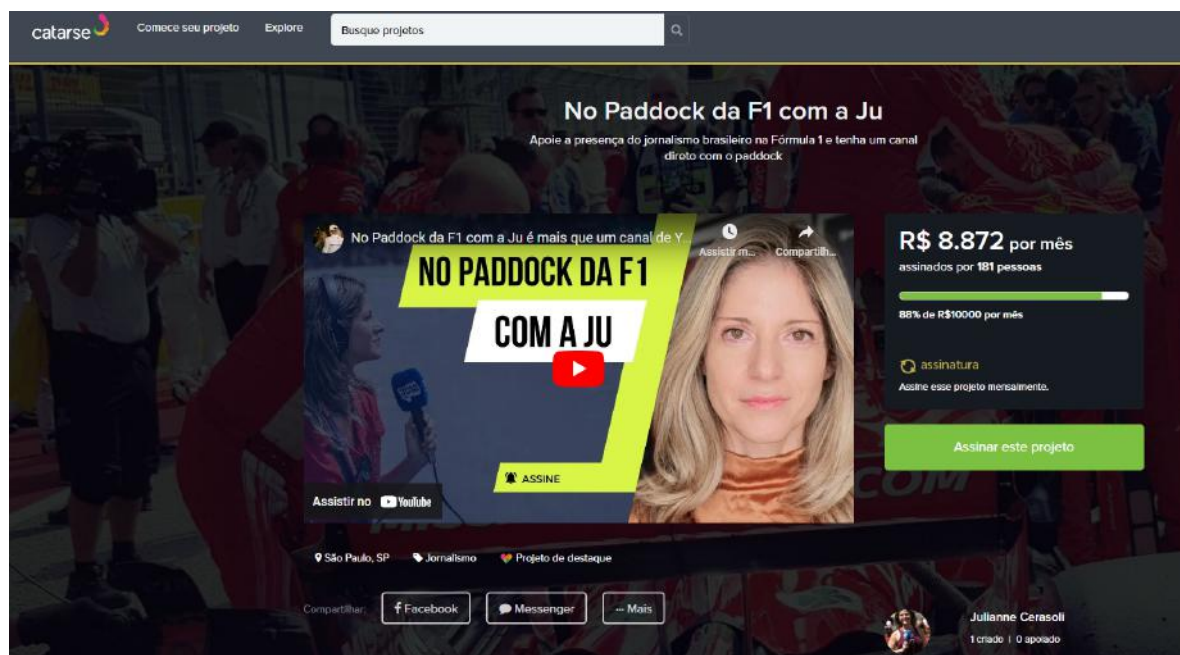 catarse
Comece seu projeto
Explore
Busque projetos
No Paddock da F1 com a Ju
Apoie a presença do jornalismo brasileiro na Fórmula 1 e tenha um canal
direto com o paddock
No Paddock da F1 com a Ju é mais que um canal de Y...
Assistir m...
Compartilh...
NO PADDOCK DA F1
COM A JU
ASSINE
Assistir no YouTube
R$ 8.872 por mês
assinados por 181 pessoas
88% de R$10000 por mês
assinatura
Assine esse projeto mensalmente.
Assinar este projeto
COM
São Paulo, SP
Jornalismo
Projeto de destaque
Compartilhar:
Facebook
Messenger
··· Mais
Julianne Cerasoli
1 criado | 0 apoiado